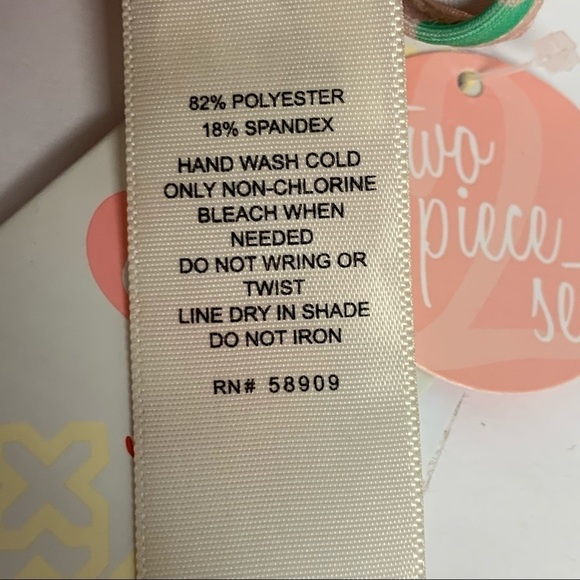 82% POLYESTER
18% SPANDEX
HAND WASH COLD
ONLY NON-CHLORINE
BLEACH WHEN
NEEDED
DO NOT WRING OR
TWIST
LINE DRY IN SHADE
DO NOT IRON
RN# 58909
two
piece
se